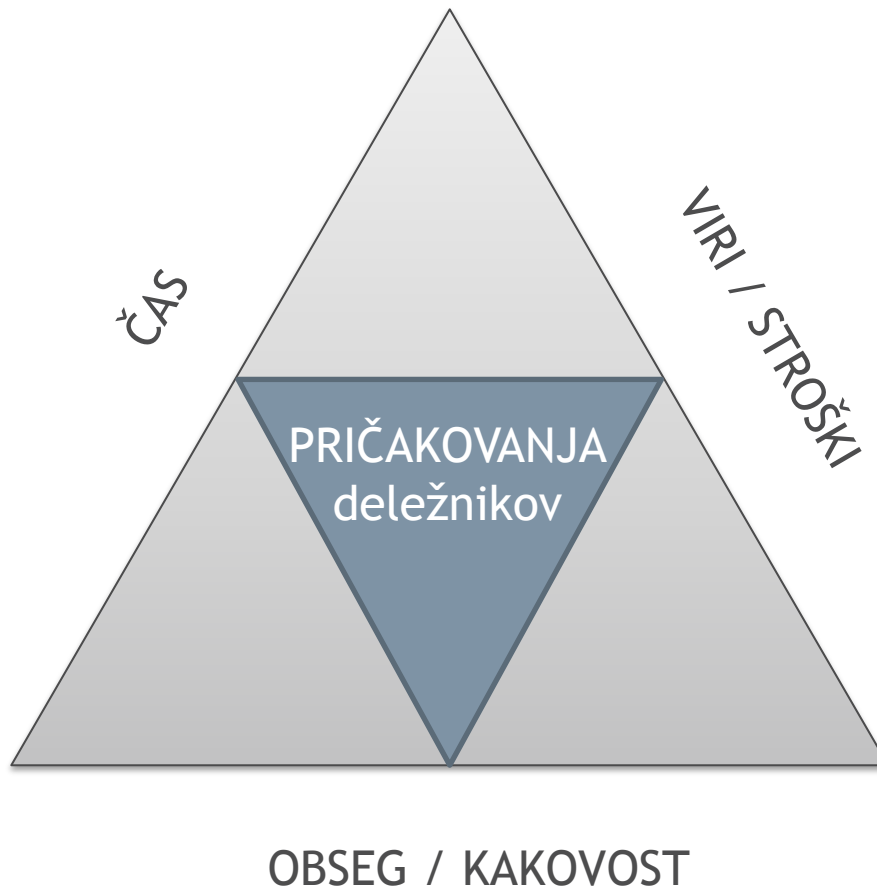 ČAS
VIRI / STROŠKI
PRIČAKOVANJA
deležnikov
OBSEG / KAKOVOST